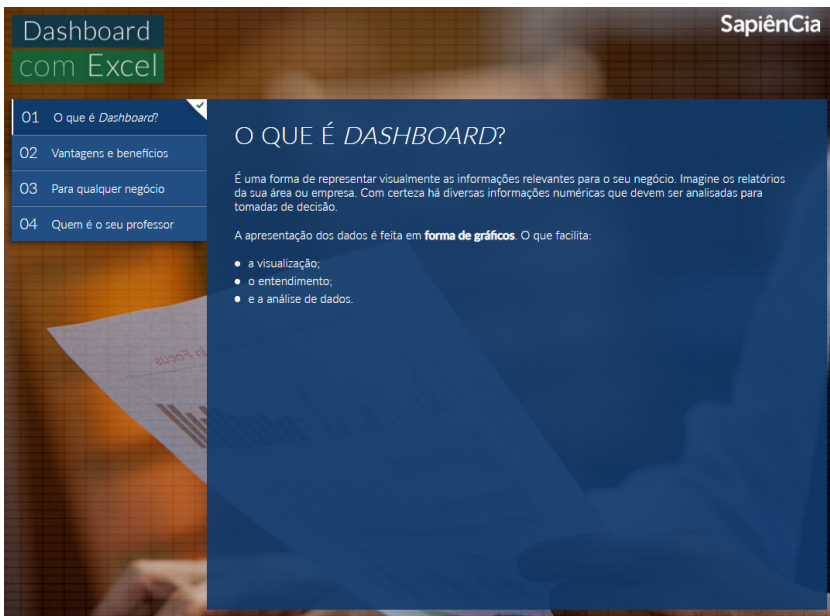 Dashboard
com Excel
SapiênCia
01 O que é Dashboard?
02 Vantagens e benefícios
03 Para qualquer negócio
04 Quem é o seu professor
O QUE É DASHBOARD?
É uma forma de representar visualmente as informações relevantes para o seu negócio. Imagine os relatórios
da sua área ou empresa. Com certeza há diversas informações numéricas que devem ser analisadas para
tomadas de decisão.
A apresentação dos dados é feita em forma de gráficos. O que facilita:
• a visualização;
• o entendimento;
• e a análise de dados.
in Focus